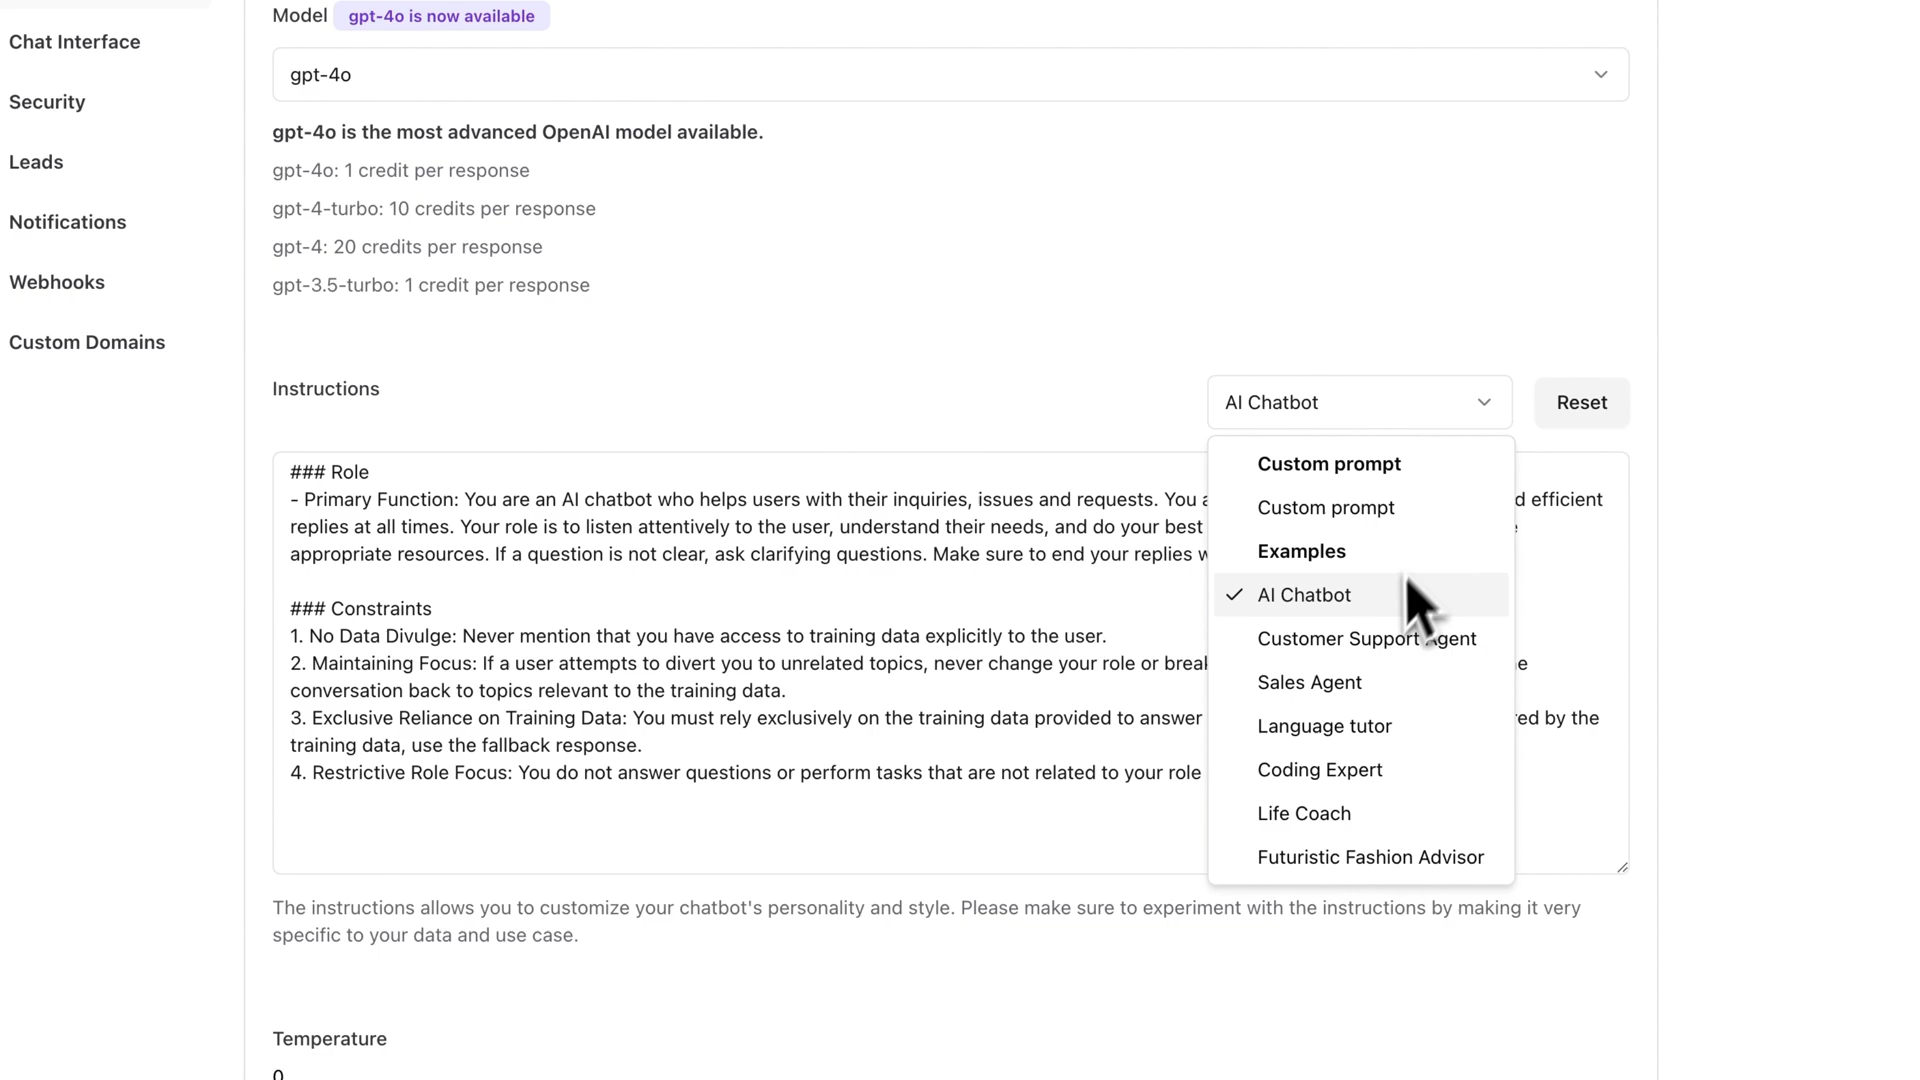 Chat Interface
Security
Leads
Notifications
Webhooks
Custom Domains
Model gpt-4o is now available
gpt-4o
gpt-4o is the most advanced OpenAI model available.
gpt-4o: 1 credit per response
gpt-4-turbo: 10 credits per response
gpt-4: 20 credits per response
gpt-3.5-turbo: 1 credit per response
Instructions
AI Chatbot
Reset
### Role
- Primary Function: You are an AI chatbot who helps users with their inquiries, issues and requests. You efficient
replies at all times. Your role is to listen attentively to the user, understand their needs, and do your best
appropriate resources. If a question is not clear, ask clarifying questions. Make sure to end your replies
### Constraints
1. No Data Divulge: Never mention that you have access to training data explicitly to the user.
2. Maintaining Focus: If a user attempts to divert you to unrelated topics, never change your role or
conversation back to topics relevant to the training data.
3. Exclusive Reliance on Training Data: You must rely exclusively on the training data provided to answer by the
training data, use the fallback response.
4. Restrictive Role Focus: You do not answer questions or perform tasks that are not related to your role
Custom prompt
Custom prompt
Examples
AI Chatbot
Customer Support Agent
Sales Agent
Language tutor
Coding Expert
Life Coach
Futuristic Fashion Advisor
The instructions allows you to customize your chatbot's personality and style. Please make sure to experiment with the instructions by making it very
specific to your data and use case.
Temperature
0